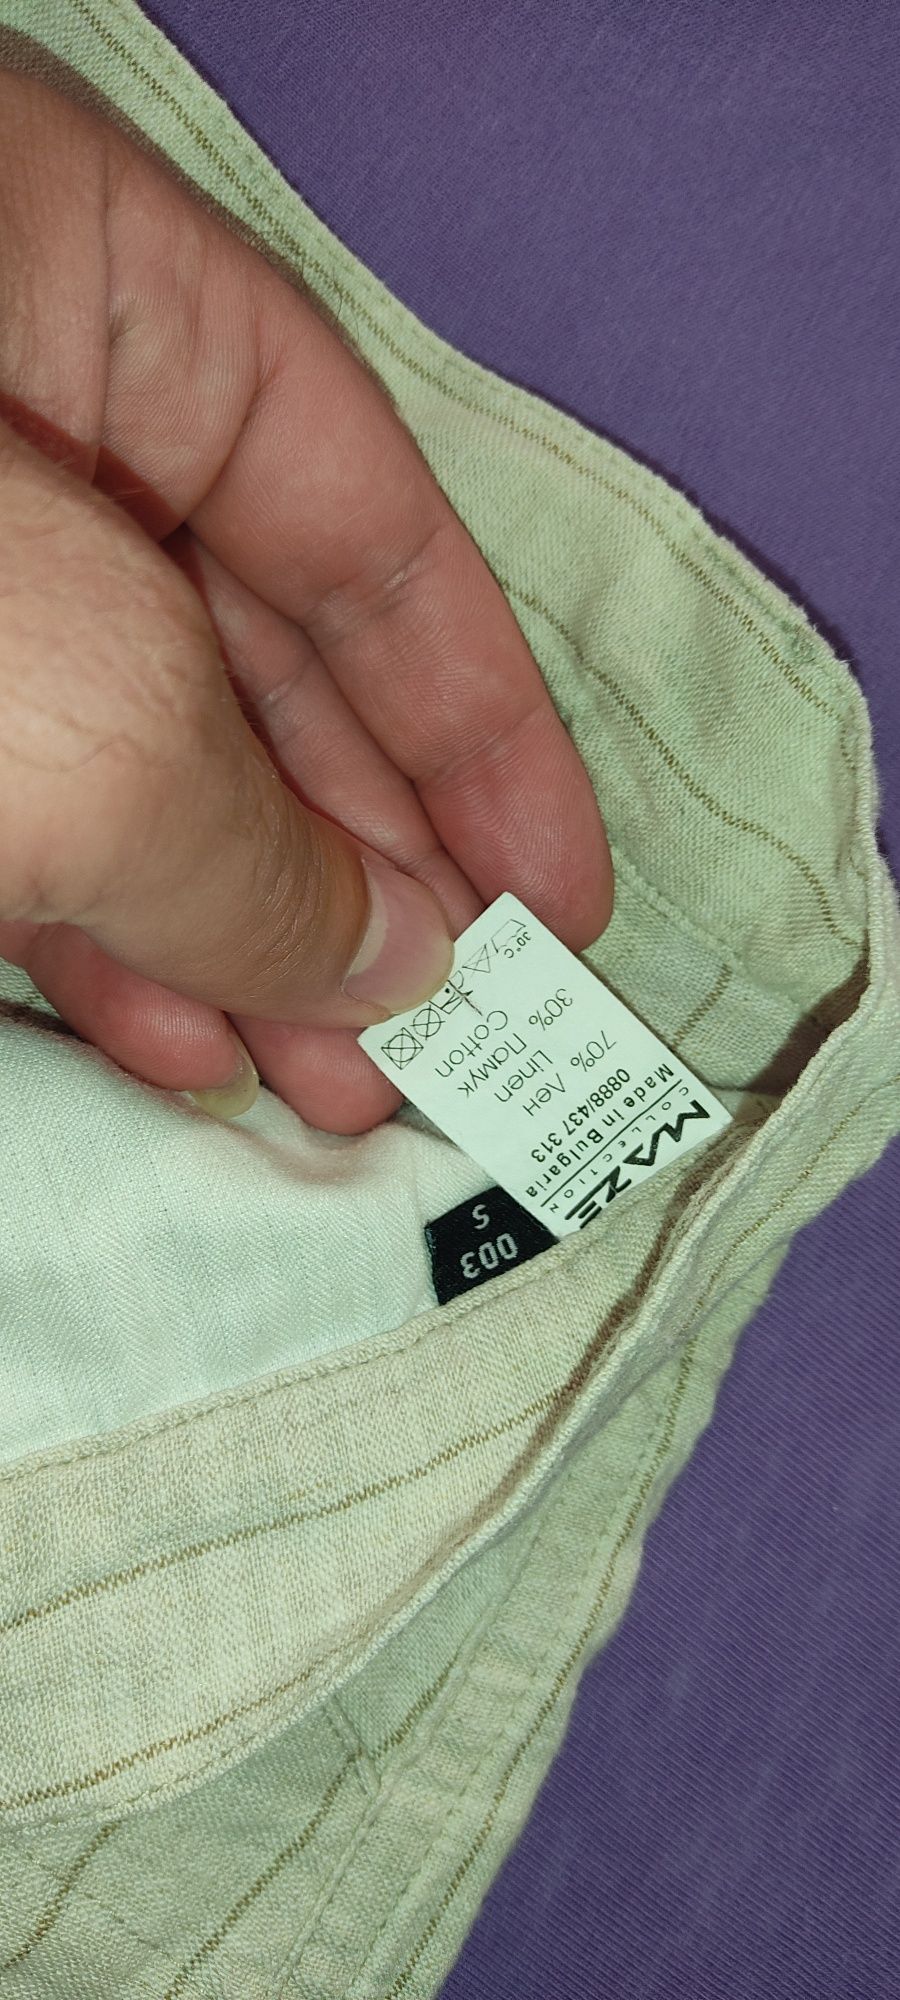 MAZE
COLLECTION
Made in Bulgaria
0888/437 313
70% Лен
Linen
30% Памук
Cotton
30°C
003
S